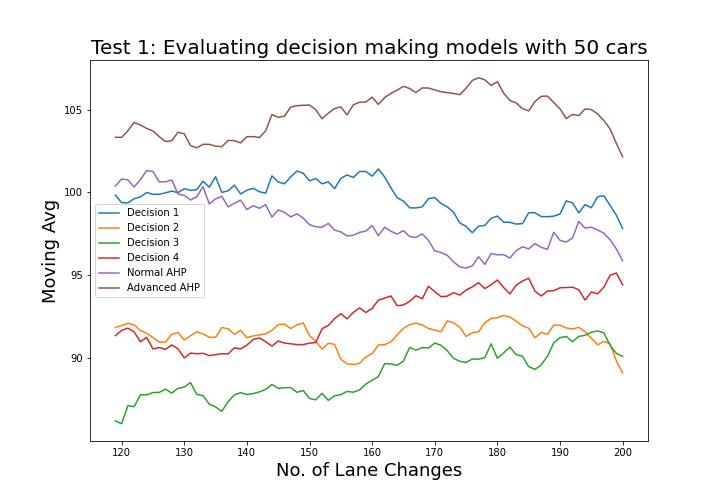 Test 1: Evaluating decision making models with 50 cars
Moving Avg
105
100
95
90
Decision 1
Decision 2
Decision 3
Decision 4
Normal AHP
Advanced AHP
120 130 140 150 160 170 180 190 200
No. of Lane Changes